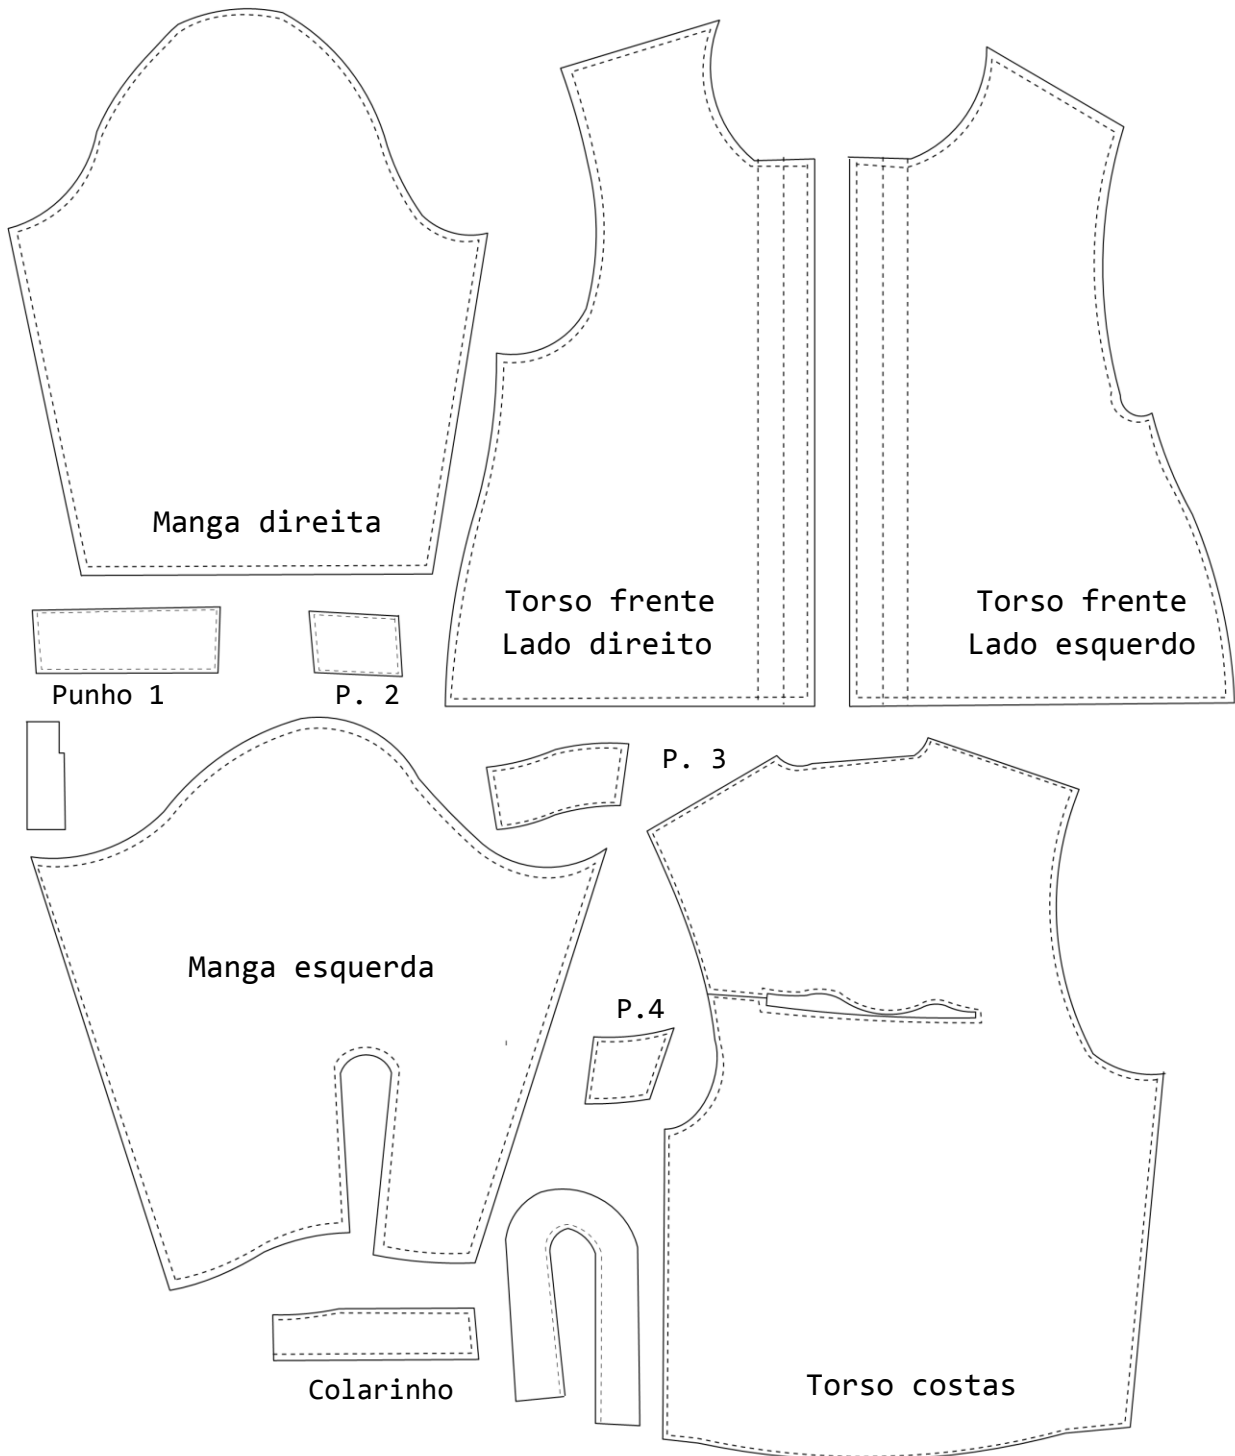 Manga direita
Torso frente
Lado direito
Torso frente
Lado esquerdo
Punho 1
P. 2
P. 3
Manga esquerda
P.4
Colarinho
Torso costas